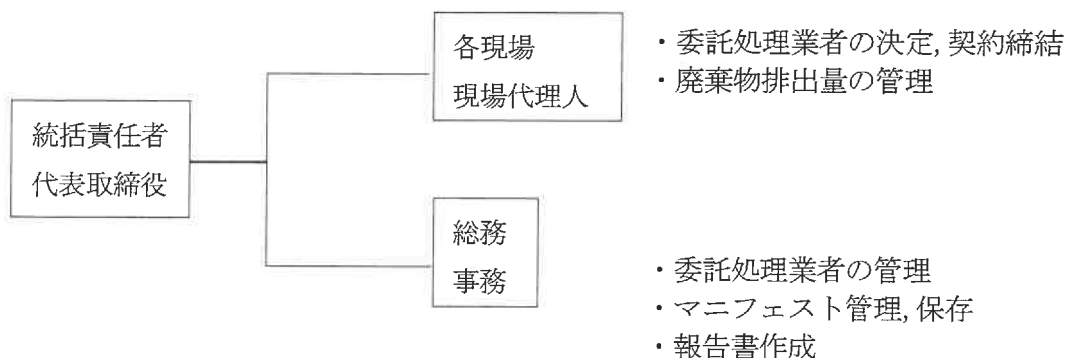 統括責任者
代表取締役
各現場
現場代理人
・委託処理業者の決定, 契約締結
・廃棄物排出量の管理
総務
事務
・委託処理業者の管理
・マニフェスト管理, 保存
・報告書作成